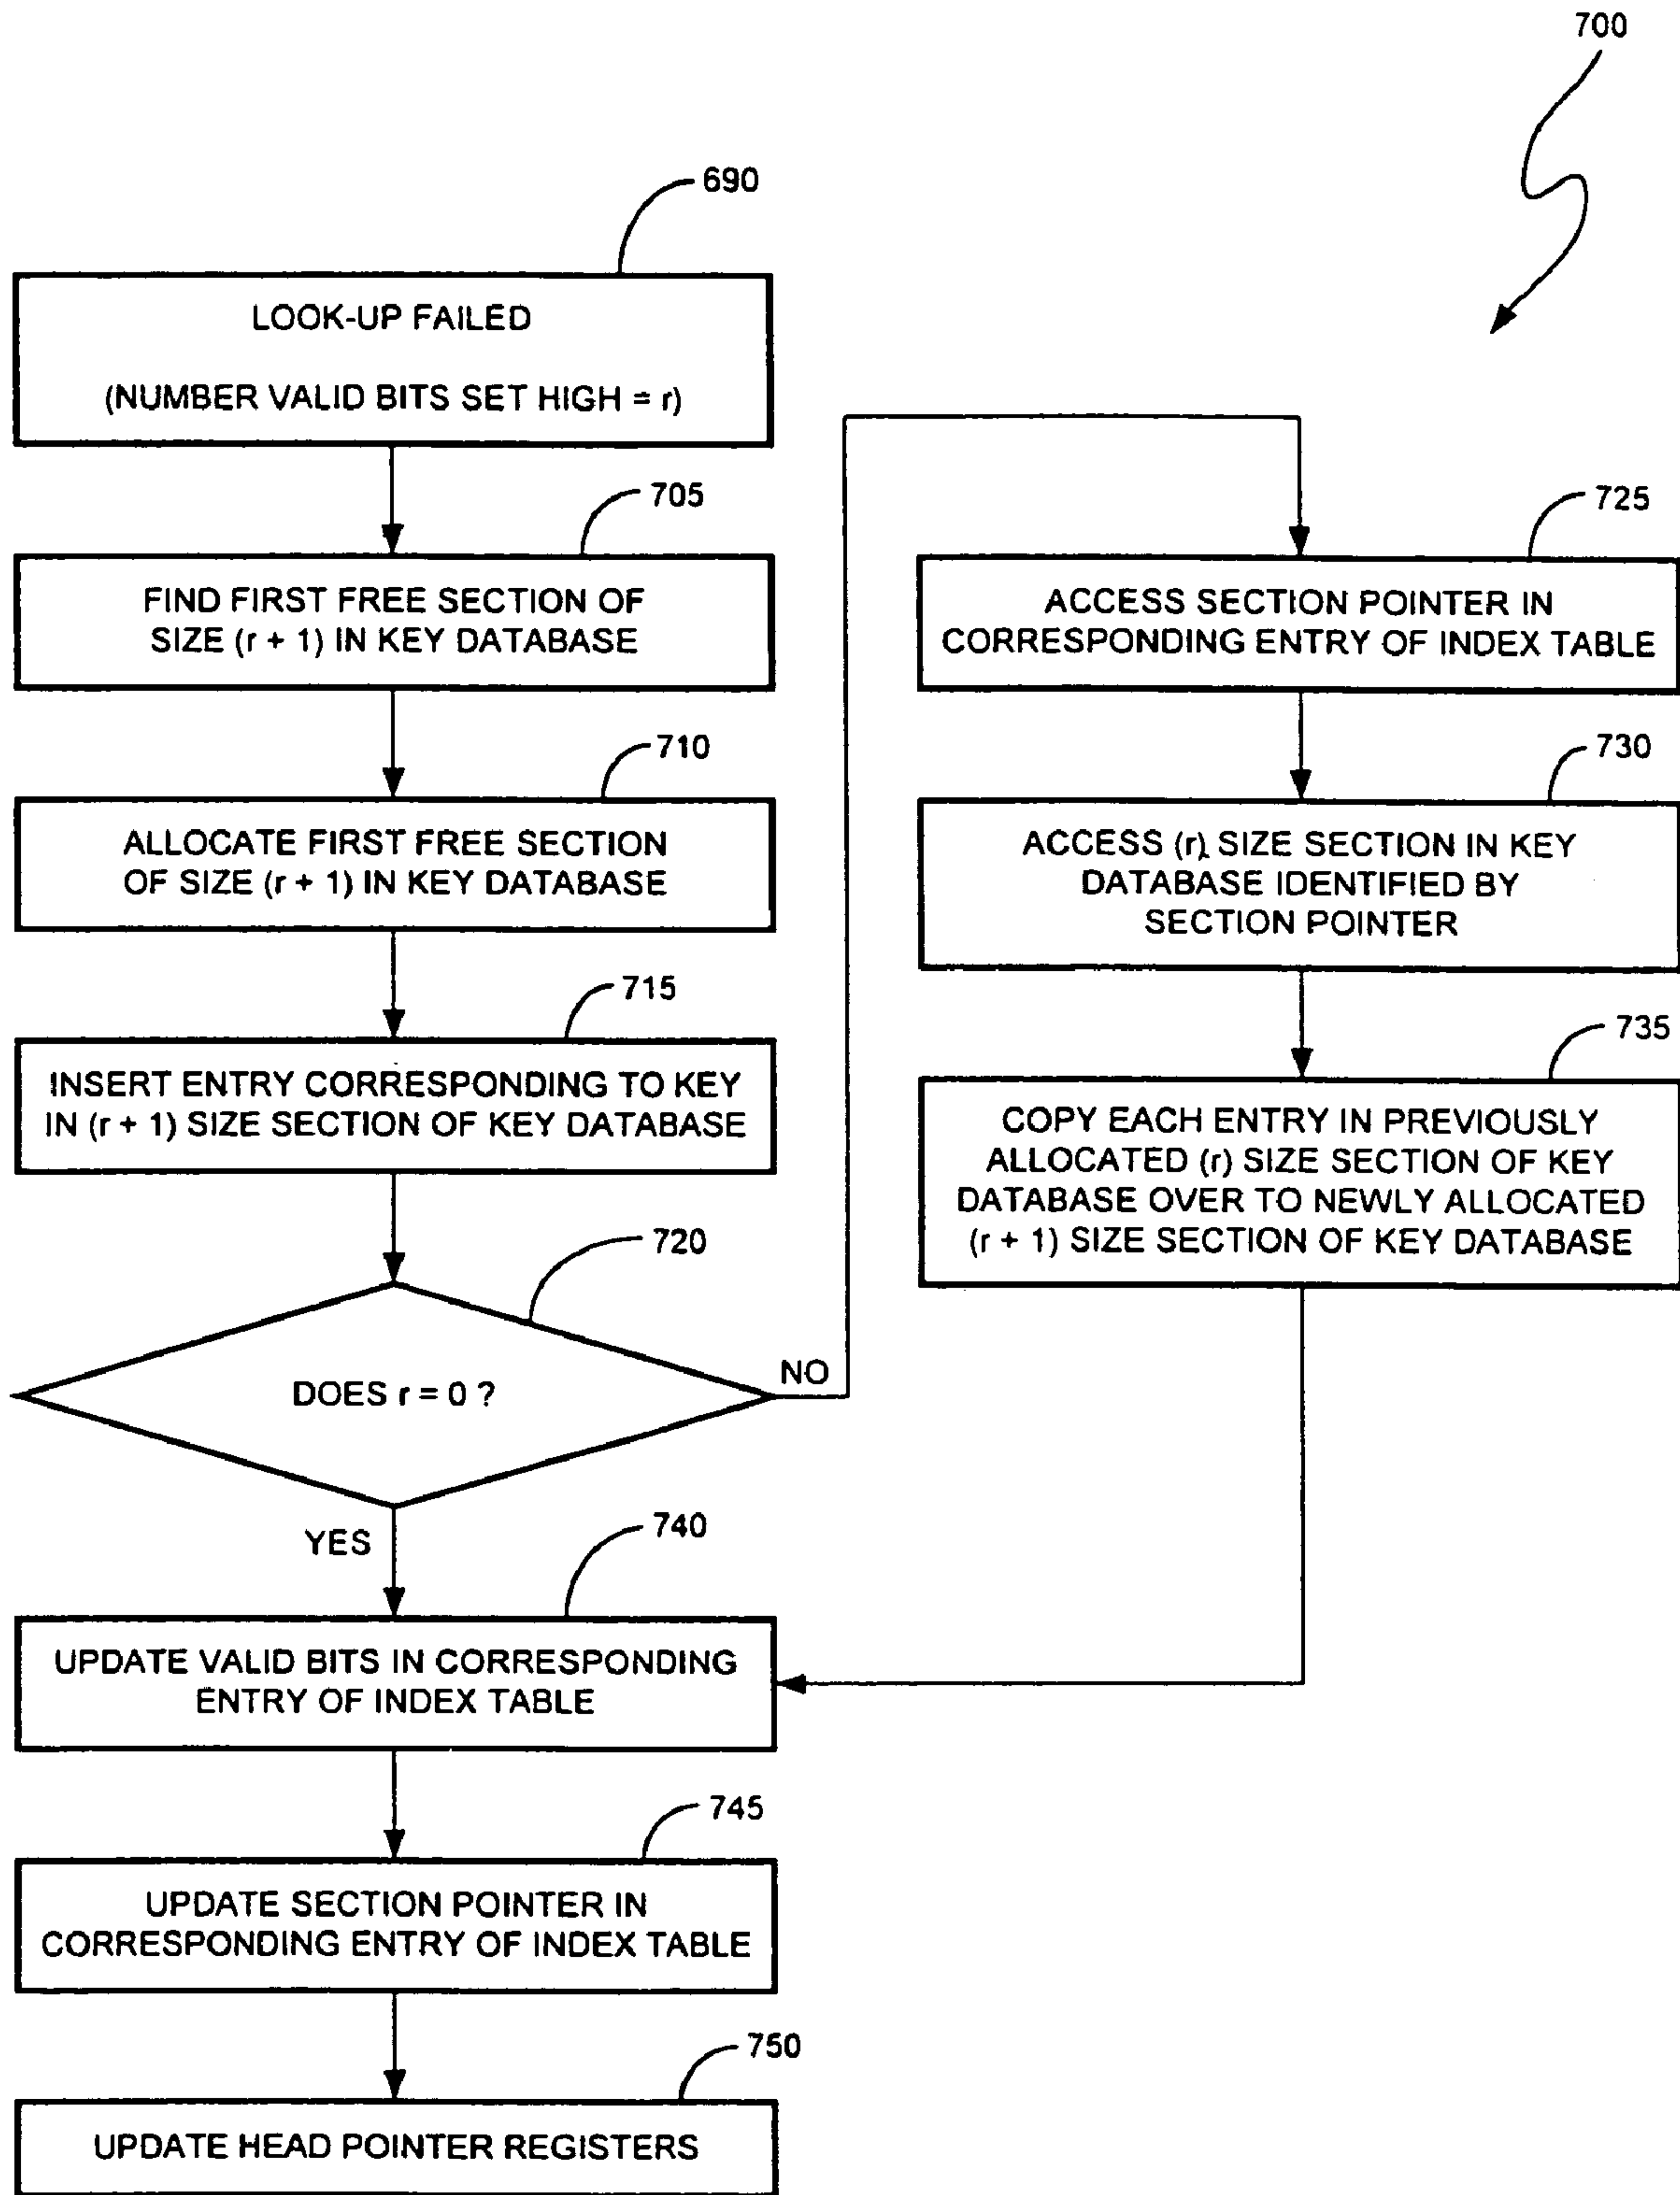 700
690
LOOK-UP FAILED
(NUMBER VALID BITS SET HIGH = r)
705
FIND FIRST FREE SECTION OF
SIZE (r + 1) IN KEY DATABASE
710
ALLOCATE FIRST FREE SECTION
OF SIZE (r + 1) IN KEY DATABASE
715
INSERT ENTRY CORRESPONDING TO KEY
IN (r + 1) SIZE SECTION OF KEY DATABASE
720
DOES r = 0 ?
NO
YES
725
ACCESS SECTION POINTER IN
CORRESPONDING ENTRY OF INDEX TABLE
730
ACCESS (r) SIZE SECTION IN KEY
DATABASE IDENTIFIED BY
SECTION POINTER
735
COPY EACH ENTRY IN PREVIOUSLY
ALLOCATED (r) SIZE SECTION OF KEY
DATABASE OVER TO NEWLY ALLOCATED
(r + 1) SIZE SECTION OF KEY DATABASE
740
UPDATE VALID BITS IN CORRESPONDING
ENTRY OF INDEX TABLE
745
UPDATE SECTION POINTER IN
CORRESPONDING ENTRY OF INDEX TABLE
750
UPDATE HEAD POINTER REGISTERS